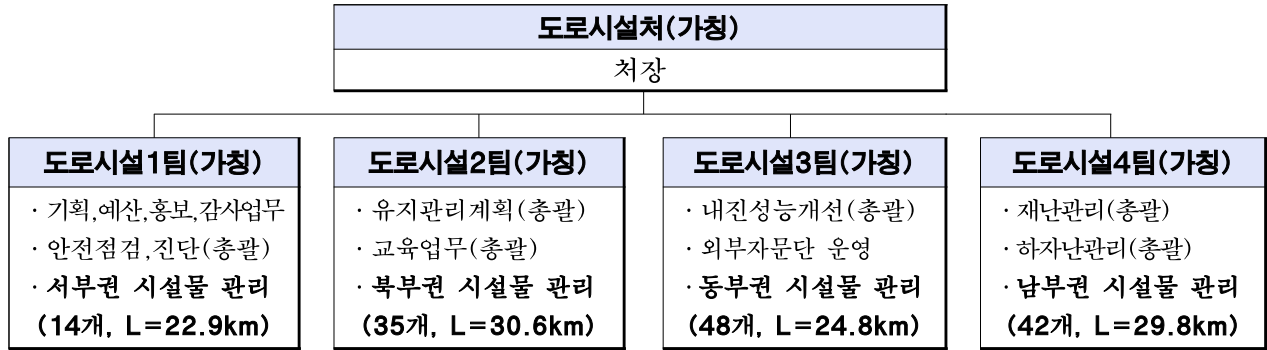 도로시설처(가칭)
처장
도로시설1팀(가칭)
· 기획,예산,홍보,감사업무
· 안전점검,진단(총괄)
· 서부권 시설물 관리
(14개, L=22.9km)
도로시설2팀(가칭)
· 유지관리계획(총괄)
· 교육업무(총괄)
· 북부권 시설물 관리
(35개, L=30.6km)
도로시설3팀(가칭)
· 내진성능개선(총괄)
· 외부자문단 운영
· 동부권 시설물 관리
(48개, L=24.8km)
도로시설4팀(가칭)
· 재난관리(총괄)
· 하자난관리(총괄)
· 남부권 시설물 관리
(42개, L=29.8km)